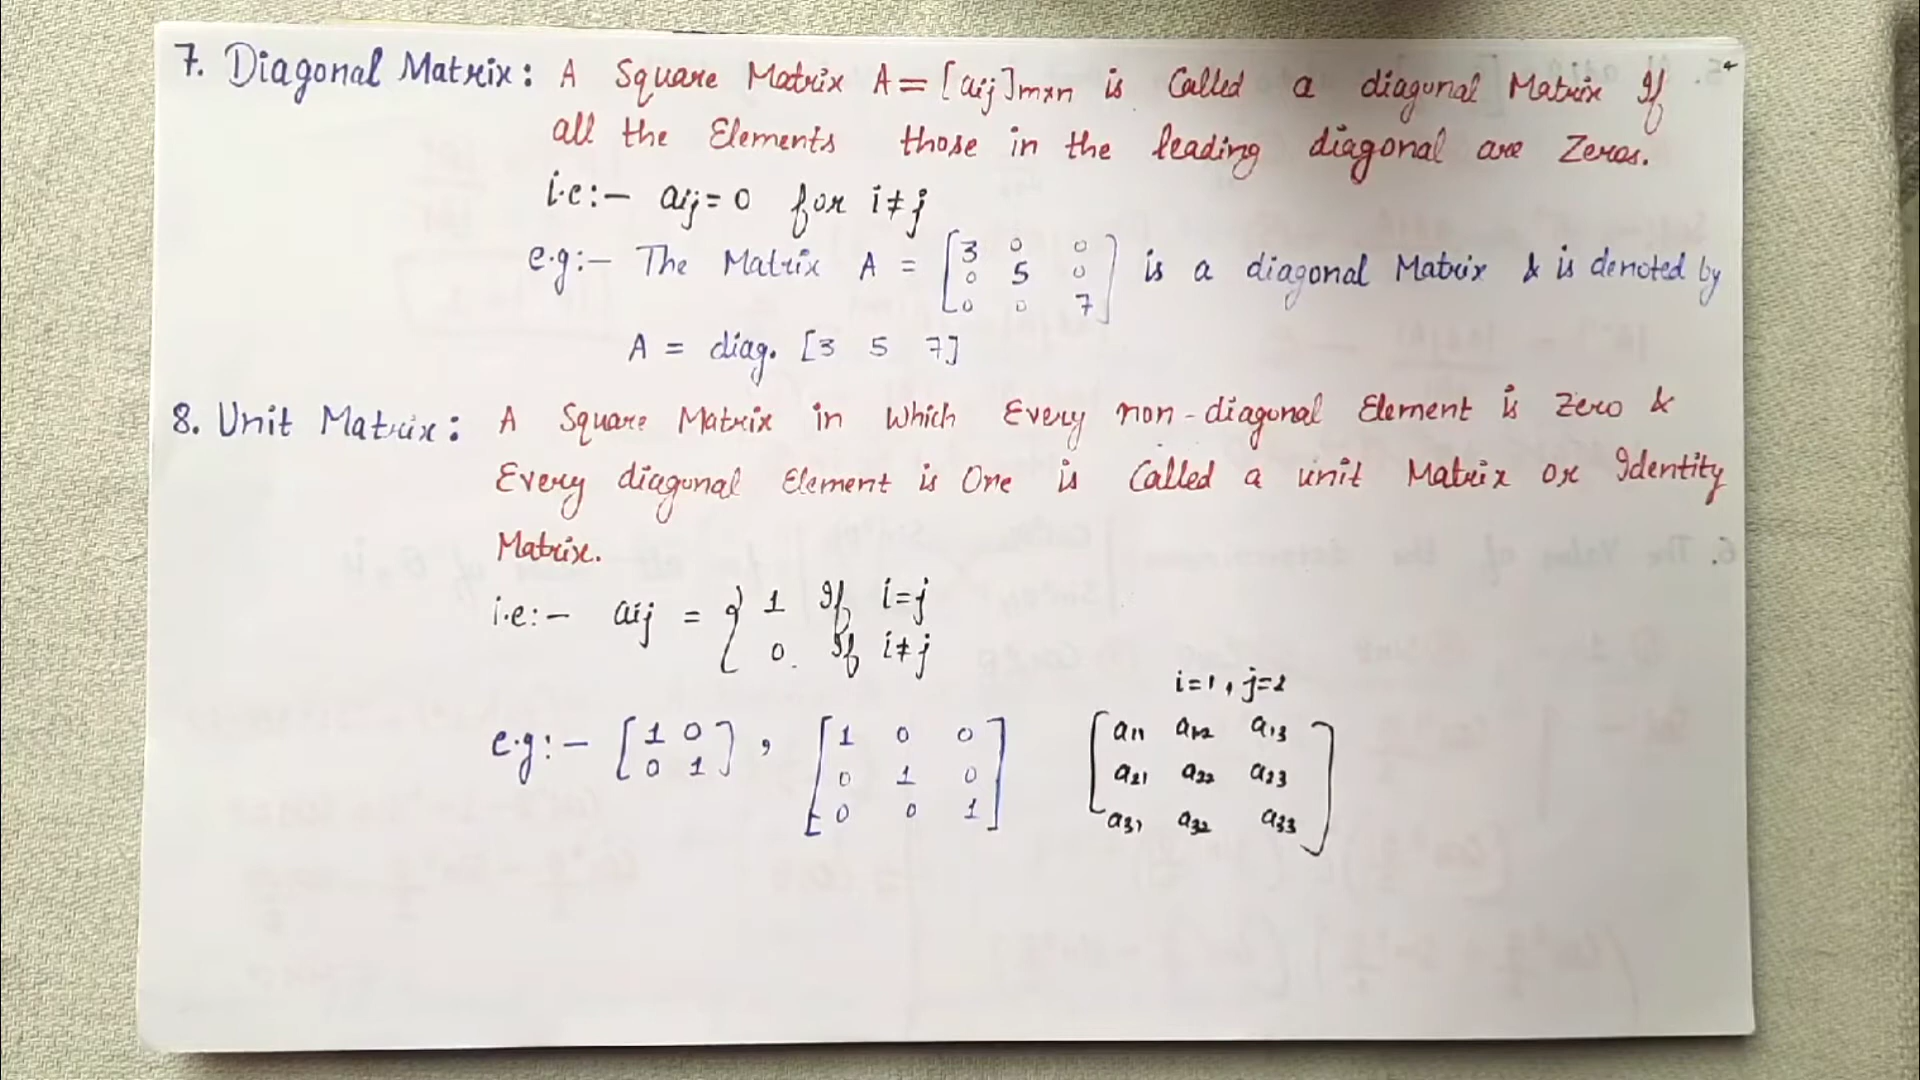 7. Diagonal Matrix: A Square Matrix A = [aij]m×n is Called a diagonal Matrix If
all the Elements those in the leading diagonal are Zeros.
i.e:- aij = 0 for i≠j
e.g:- The Matrix A = [3 0 0 is a diagonal Matrix & is denoted by
0 5 0
0 0 7]
A = diag. [3 5 7]
8. Unit Matrix: A Square Matrix in Which Every non-diagonal Element is Zero &
Every diagonal Element is One is Called a unit Matrix or Identity
Matrix.
i.e:- aij = { 1 If i=j
0. If i≠j
i=1, j=2
e.g:- [1 0
0 1], [1 0 0
0 1 0
0 0 1]
[a11 a12 a13
a21 a22 a23
a31 a32 a33]